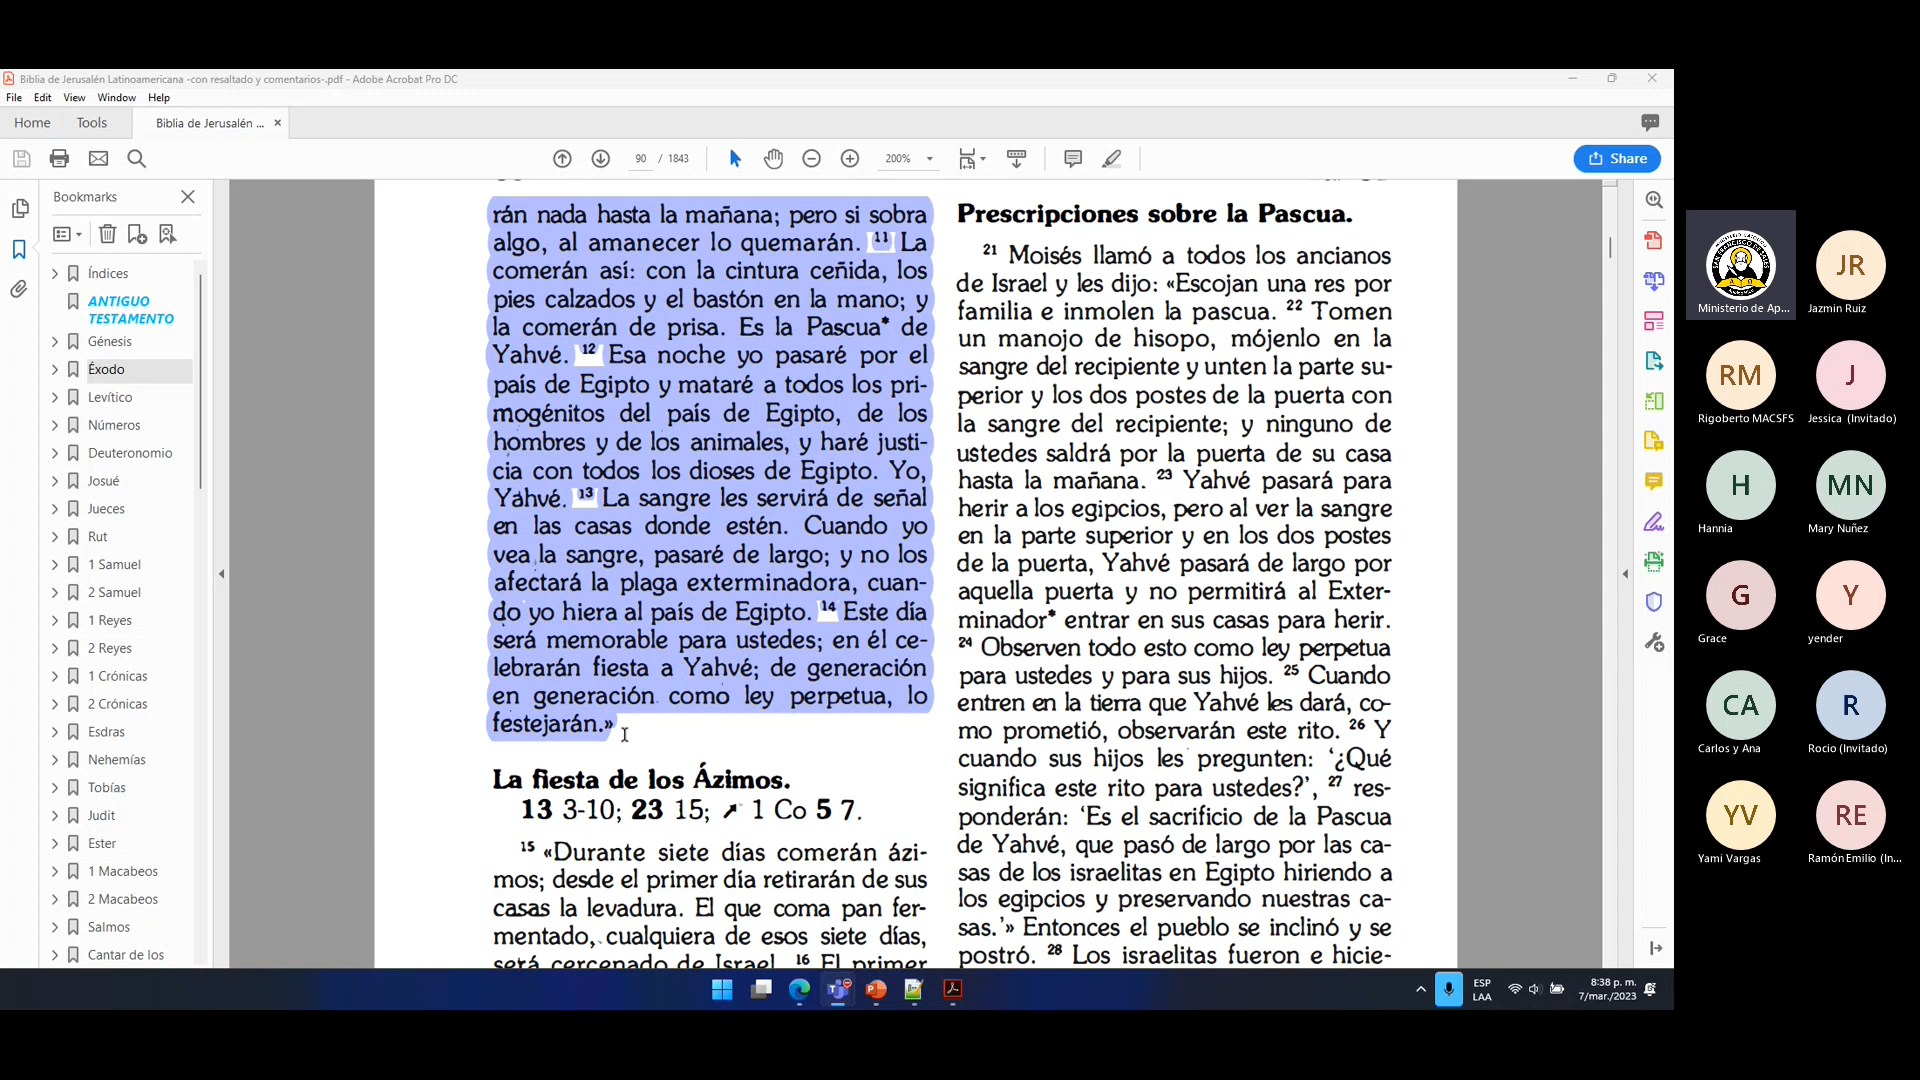 Biblia de Jerusalén Latinoamericana -con resaltado y comentarios-.pdf - Adobe Acrobat Pro DC
File Edit View Window Help
Home Tools Biblia de Jerusalén ... ×
90 / 1843 200% Share
Bookmarks
Índices
ANTIGUO
TESTAMENTO
Génesis
Éxodo
Levítico
Números
Deuteronomio
Josué
Jueces
Rut
1 Samuel
2 Samuel
1 Reyes
2 Reyes
1 Crónicas
2 Crónicas
Esdras
Nehemías
Tobías
Judit
Ester
1 Macabeos
2 Macabeos
Salmos
Cantar de los
rán nada hasta la mañana; pero si sobra
algo, al amanecer lo quemarán. 11 La
comerán así: con la cintura ceñida, los
pies calzados y el bastón en la mano; y
la comerán de prisa. Es la Pascua* de
Yahvé. 12 Esa noche yo pasaré por el
país de Egipto y mataré a todos los pri-
mogénitos del país de Egipto, de los
hombres y de los animales, y haré justi-
cia con todos los dioses de Egipto. Yo,
Yahvé. 13 La sangre les servirá de señal
en las casas donde estén. Cuando yo
vea la sangre, pasaré de largo; y no los
afectará la plaga exterminadora, cuan-
do yo hiera al país de Egipto. 14 Este día
será memorable para ustedes; en él ce-
lebrarán fiesta a Yahvé; de generación
en generación como ley perpetua, lo
festejarán.»
La fiesta de los Ázimos.
13 3-10; 23 15; ↗ 1 Co 5 7.
15 «Durante siete días comerán ázi-
mos; desde el primer día retirarán de sus
casas la levadura. El que coma pan fer-
mentado, cualquiera de esos siete días,
será cercenado de Israel. 16 El primer
Prescripciones sobre la Pascua.
21 Moisés llamó a todos los ancianos
de Israel y les dijo: «Escojan una res por
familia e inmolen la pascua. 22 Tomen
un manojo de hisopo, mójenlo en la
sangre del recipiente y unten la parte su-
perior y los dos postes de la puerta con
la sangre del recipiente; y ninguno de
ustedes saldrá por la puerta de su casa
hasta la mañana. 23 Yahvé pasará para
herir a los egipcios, pero al ver la sangre
en la parte superior y en los dos postes
de la puerta, Yahvé pasará de largo por
aquella puerta y no permitirá al Exter-
minador* entrar en sus casas para herir.
24 Observen todo esto como ley perpetua
para ustedes y para sus hijos. 25 Cuando
entren en la tierra que Yahvé les dará, co-
mo prometió, observarán este rito. 26 Y
cuando sus hijos les pregunten: '¿Qué
significa este rito para ustedes?', 27 res-
ponderán: 'Es el sacrificio de la Pascua
de Yahvé, que pasó de largo por las ca-
sas de los israelitas en Egipto hiriendo a
los egipcios y preservando nuestras ca-
sas.'» Entonces el pueblo se inclinó y se
postró. 28 Los israelitas fueron e hicie-
ESP
LAA
8:38 p. m.
7/mar./2023
Ministerio de Ap...
JR
Jazmin Ruiz
RM
Rigoberto MACSFS
J
Jessica (Invitado)
H
Hannia
MN
Mary Nuñez
G
Grace
Y
yender
CA
Carlos y Ana
R
Rocio (Invitado)
YV
Yami Vargas
RE
Ramón Emilio (In...